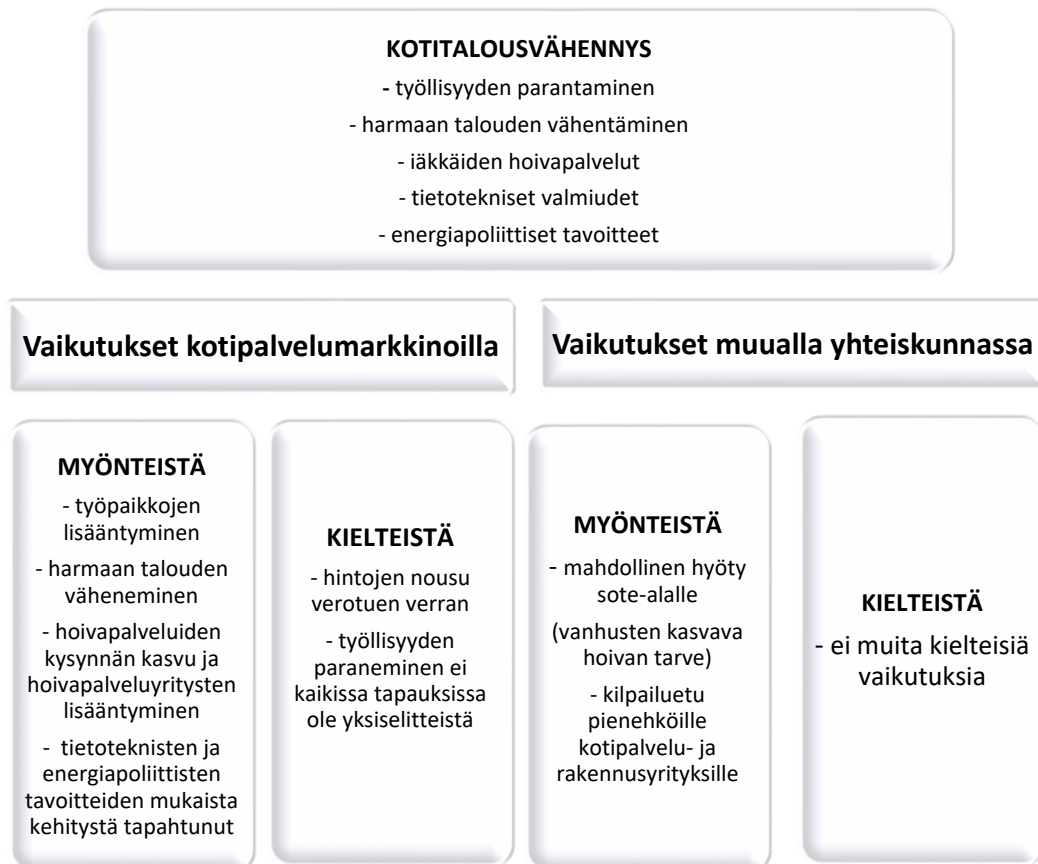 KOTITALOUSVÄHENNYS
- työllisyyden parantaminen
- harmaan talouden vähentäminen
- iäkkäiden hoivapalvelut
- tietotekniset valmiudet
- energiapoliittiset tavoitteet
Vaikutukset kotipalvelumarkkinoilla
Vaikutukset muualla yhteiskunnassa
MYÖNTEISTÄ
- työpaikkojen
lisääntyminen
- harmaan talouden
väheneminen
- hoivapalveluiden
kysynnän kasvu ja
hoivapalveluyritysten
lisääntyminen
- tietoteknisten ja
energiapoliittisten
tavoitteiden mukaista
kehitystä tapahtunut
KIELTEISTÄ
- hintojen nousu
verotuen verran
- työllisyyden
paraneminen ei
kaikissa tapauksissa
ole yksiselitteistä
MYÖNTEISTÄ
- mahdollinen hyöty
sote-alalle
(vanhusten kasvava
hoivan tarve)
- kilpailuetu
pienehköille
kotipalvelu- ja
rakennusyrityksille
KIELTEISTÄ
- ei muita kielteisiä
vaikutuksia